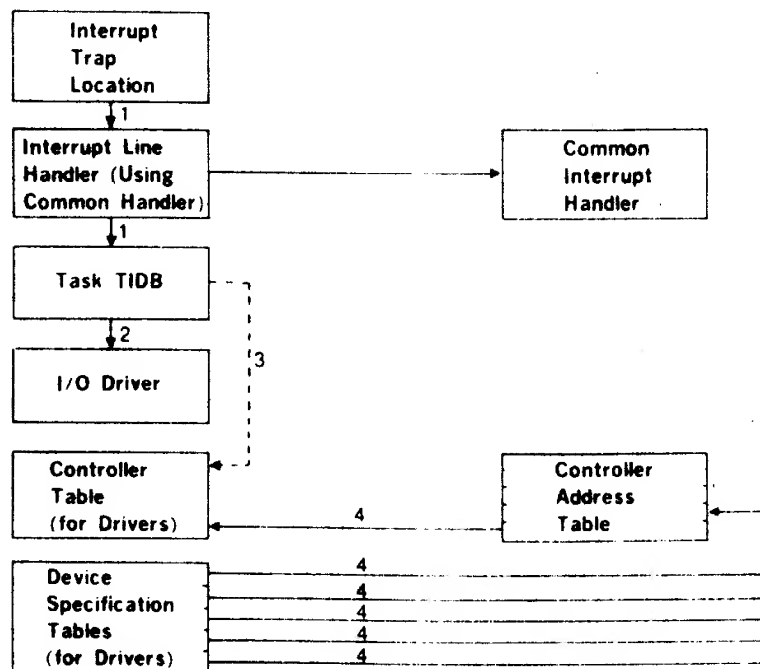 Interrupt
Trap
Location
1
Interrupt Line
Handler (Using
Common Handler)
Common
Interrupt
Handler
1
Task TIDB
2
3
I/O Driver
Controller
Table
(for Drivers)
4
Controller
Address
Table
Device
Specification
Tables
(for Drivers)
4
4
4
4
4